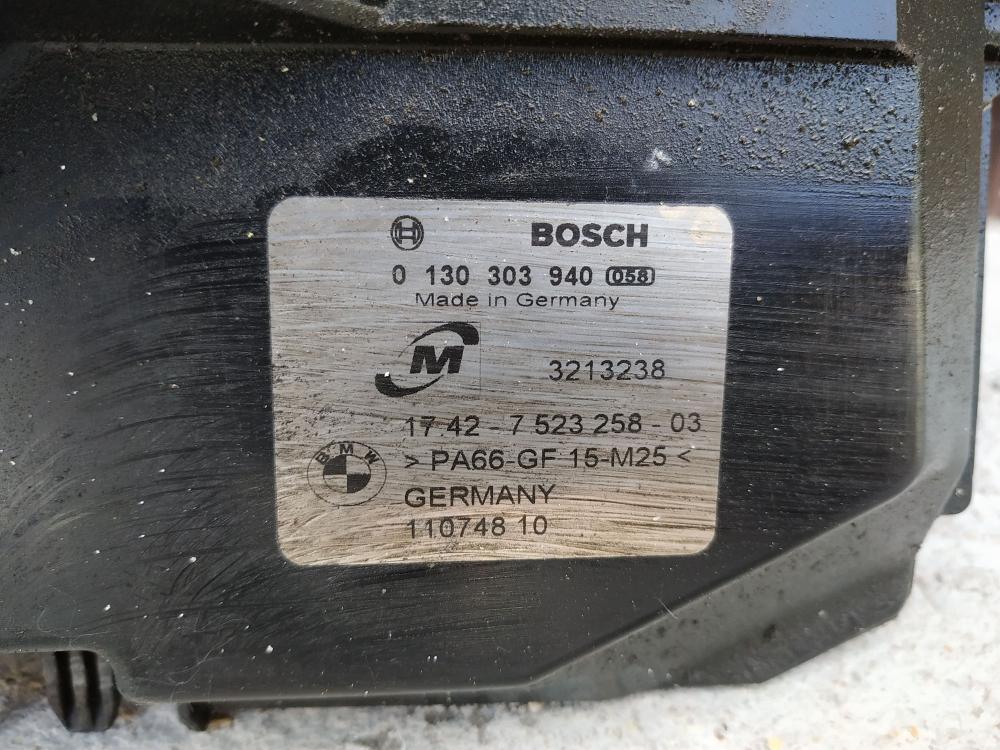 BOSCH
0 130 303 940 058
Made in Germany
M
3213238
17.42 - 7 523 258 - 03
BMW
> PA66-GF 15-M25 <
GERMANY
110748 10